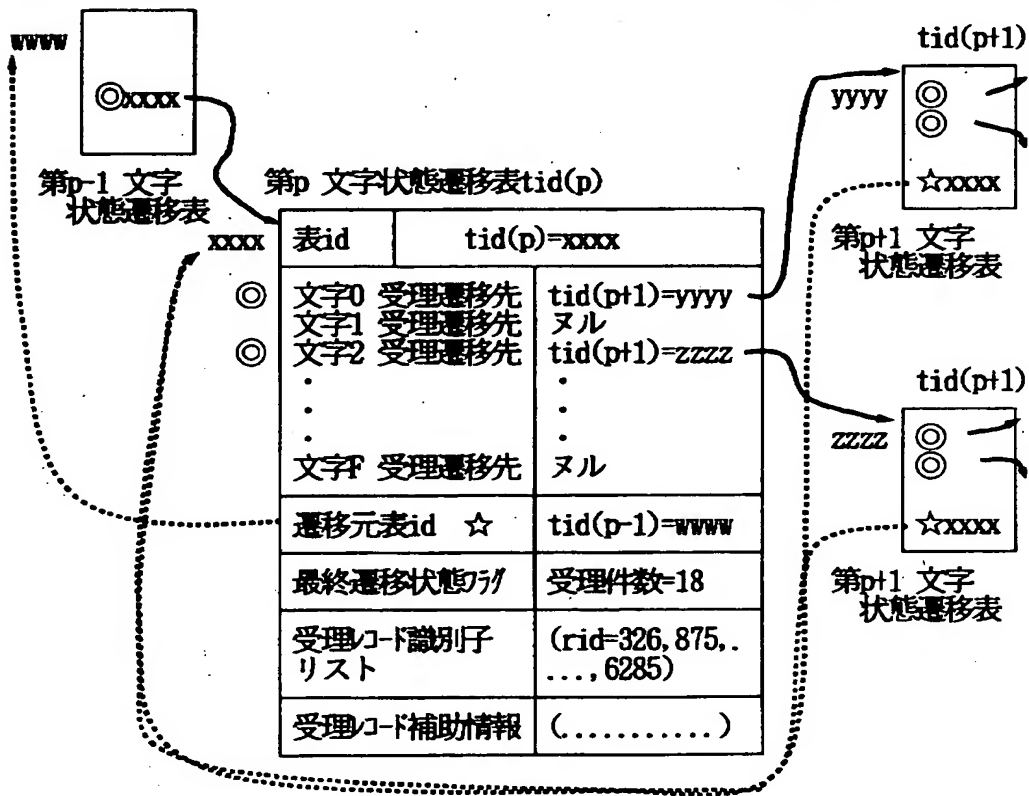 wwww
◎xxxx
第p-1 文字
状態遷移表
第p 文字状態遷移表tid(p)
xxxx
表id
tid(p)=xxxx
◎ 文字0 受理遷移先 tid(p+1)=yyyy
文字1 受理遷移先 ヌル
◎ 文字2 受理遷移先 tid(p+1)=zzzz
・ ・
・ ・
・ ・
文字F 受理遷移先 ヌル
遷移元表id ☆ tid(p-1)=wwww
最終遷移状態フラグ 受理件数=18
受理レコード識別子 (rid=326,875,.
リスト ...,6285)
受理レコード補助情報 (...........)
tid(p+1)
yyyy
◎
◎
☆xxxx
第p+1 文字
状態遷移表
tid(p+1)
zzzz
◎
◎
☆xxxx
第p+1 文字
状態遷移表